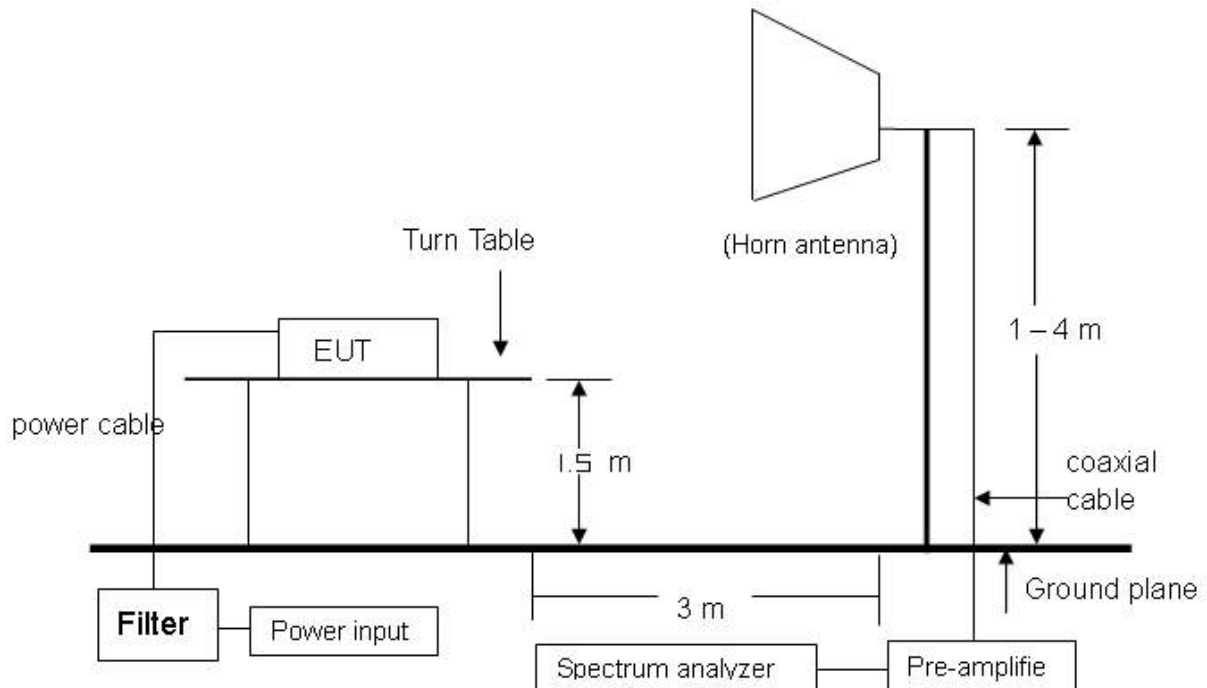 (Horn antenna)
Turn Table
1 – 4 m
EUT
power cable
1.5 m
coaxial
cable
Ground plane
3 m
Filter
Power input
Spectrum analyzer
Pre-amplifie